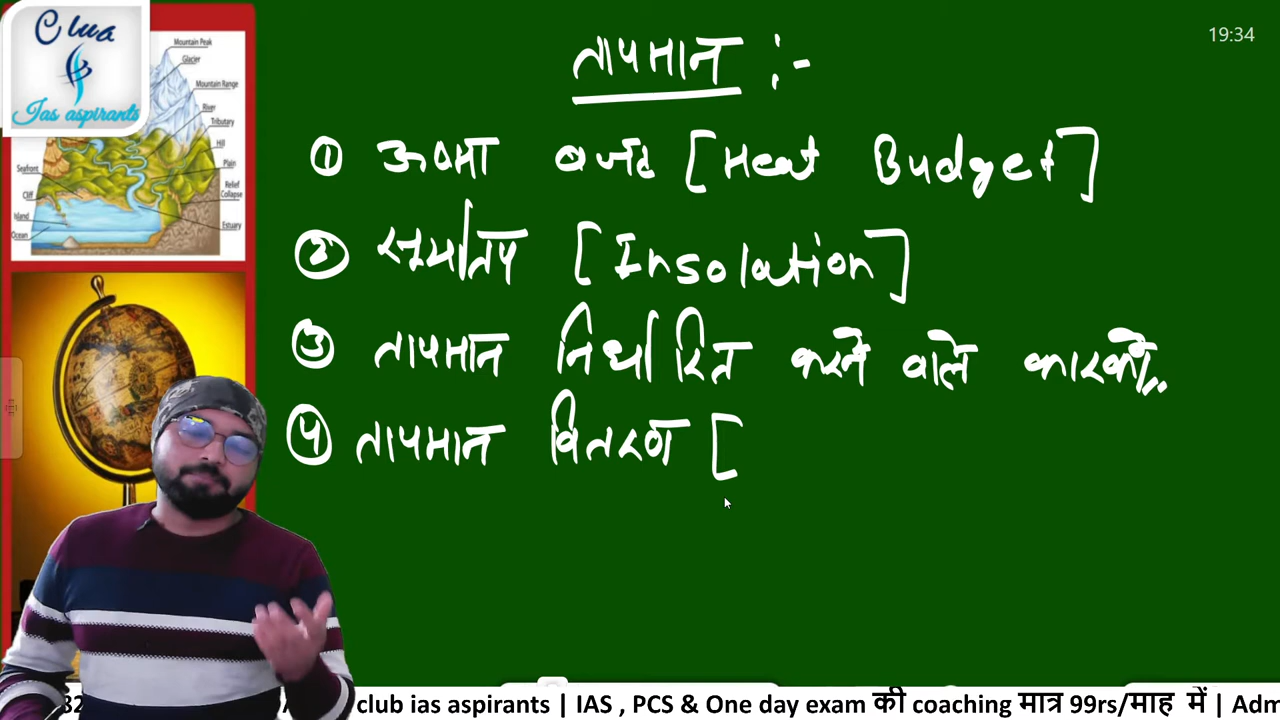 Clua
Ias aspirants
Mountain Peak
Glacier
Mountain Range
River
Tributary
Hill
Plain
Relief
Collapse
Estuary
Seafront
Cliff
Island
Ocean
19:34
तापमान :-
① ऊष्मा बजट [Heat Budget]
② सूर्यातप [Insolation]
③ तापमान निर्धारित करने वाले कारकों..
④ तापमान वितरण [
club ias aspirants | IAS , PCS & One day exam की coaching मात्र 99rs/माह में | Adm